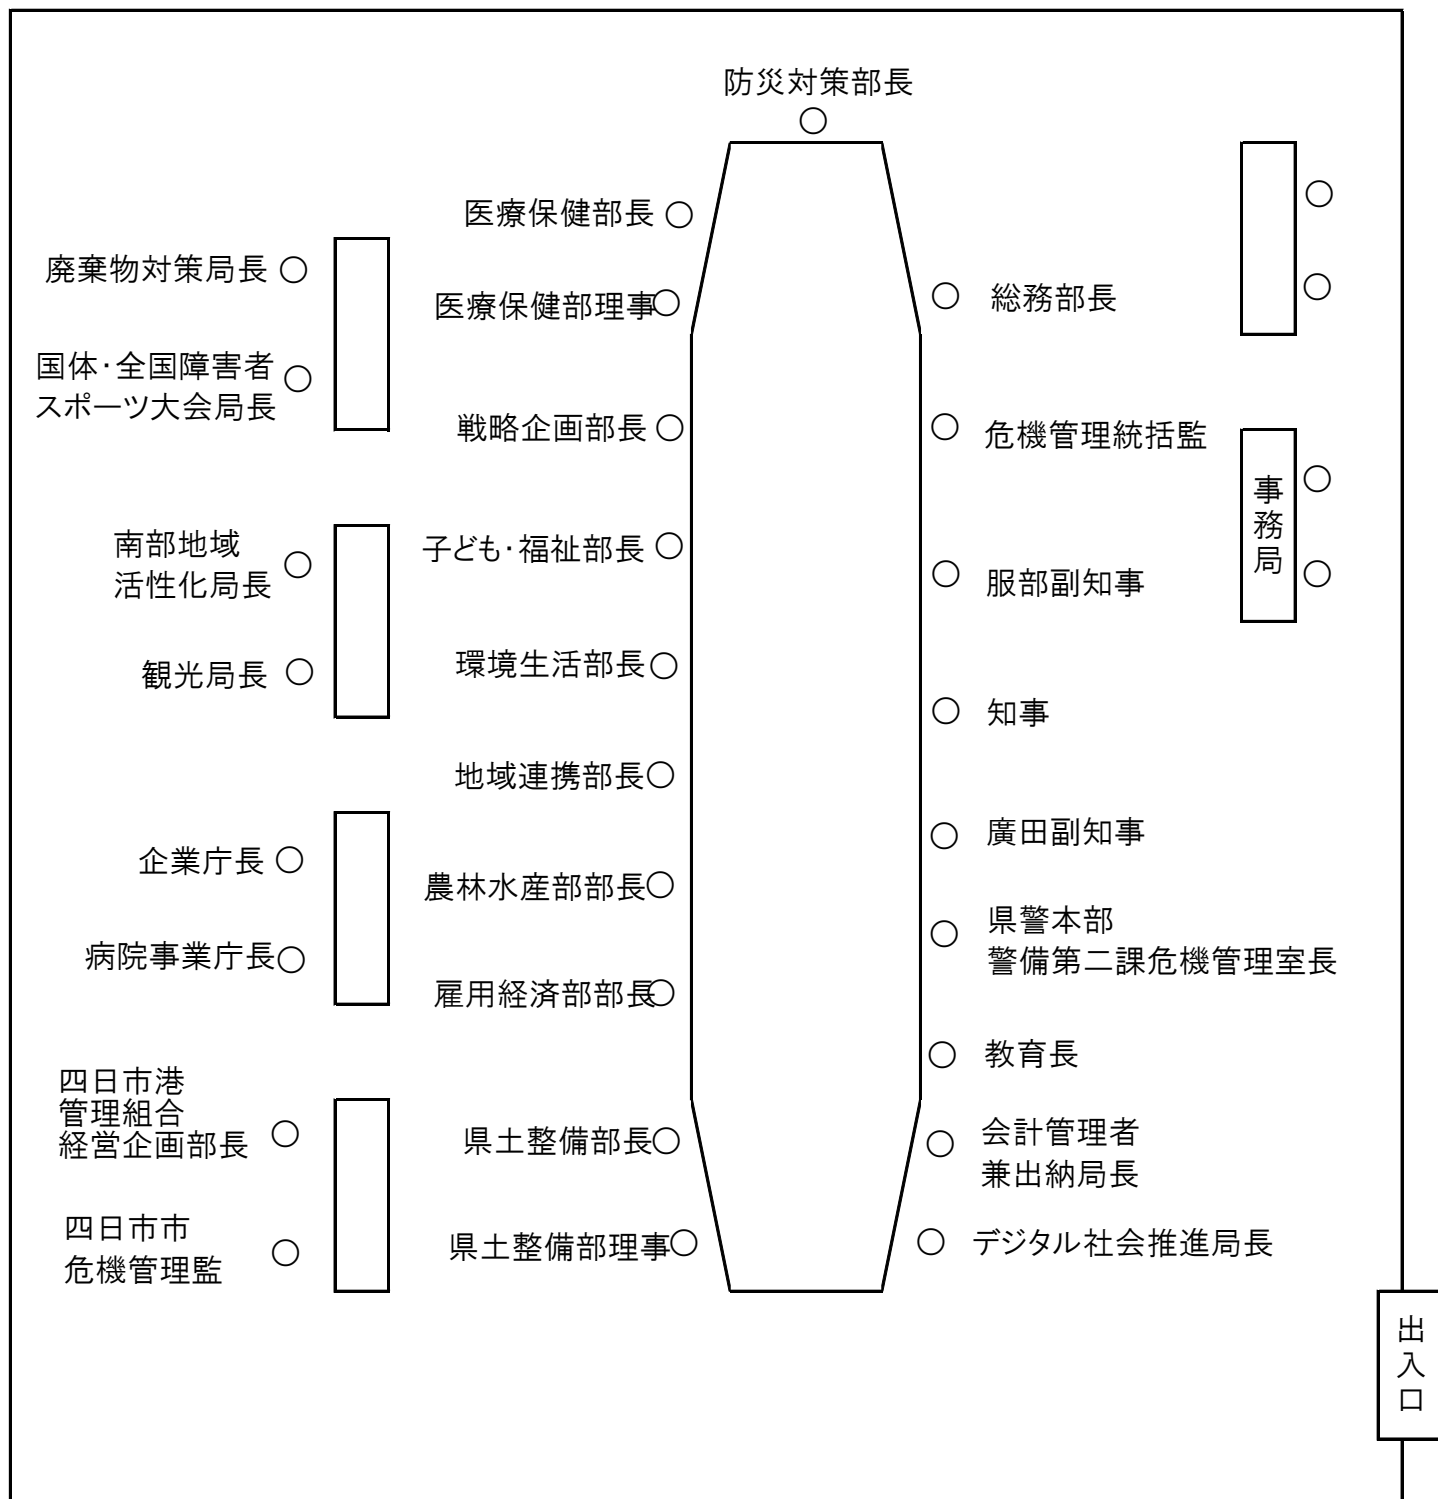 防災対策部長
医療保健部長
医療保健部理事
戦略企画部長
子ども・福祉部長
環境生活部長
地域連携部長
農林水産部部長
雇用経済部部長
県土整備部長
県土整備部理事
廃棄物対策局長
国体・全国障害者
スポーツ大会局長
南部地域
活性化局長
観光局長
企業庁長
病院事業庁長
四日市港
管理組合
経営企画部長
四日市市
危機管理監
総務部長
危機管理統括監
服部副知事
知事
廣田副知事
県警本部
警備第二課危機管理室長
教育長
会計管理者
兼出納局長
デジタル社会推進局長
事務局
出入口